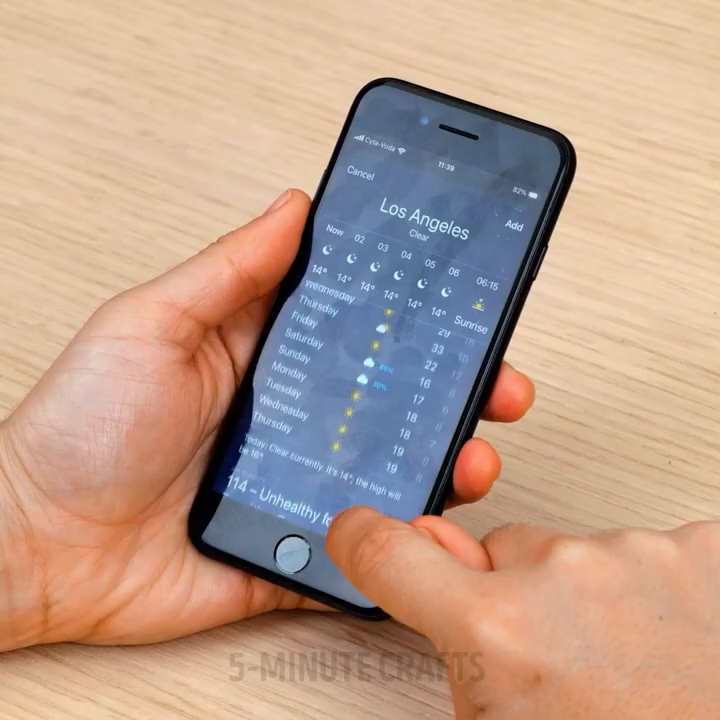 Cyta-Voda 11:39 82%
Cancel Add
Los Angeles
Clear
Now 02 03 04 05 06 06:15
14° 14° 14° 14° 14° 14° Sunrise
Wednesday 29
Thursday 33
Friday 22
Saturday 16
Sunday 17
Monday 18
Tuesday 18
Wednesday 19
Thursday 19
Today: Clear currently. It's 14°; the high will
be 16°
114 – Unhealthy fo
5-MINUTE CRAFTS